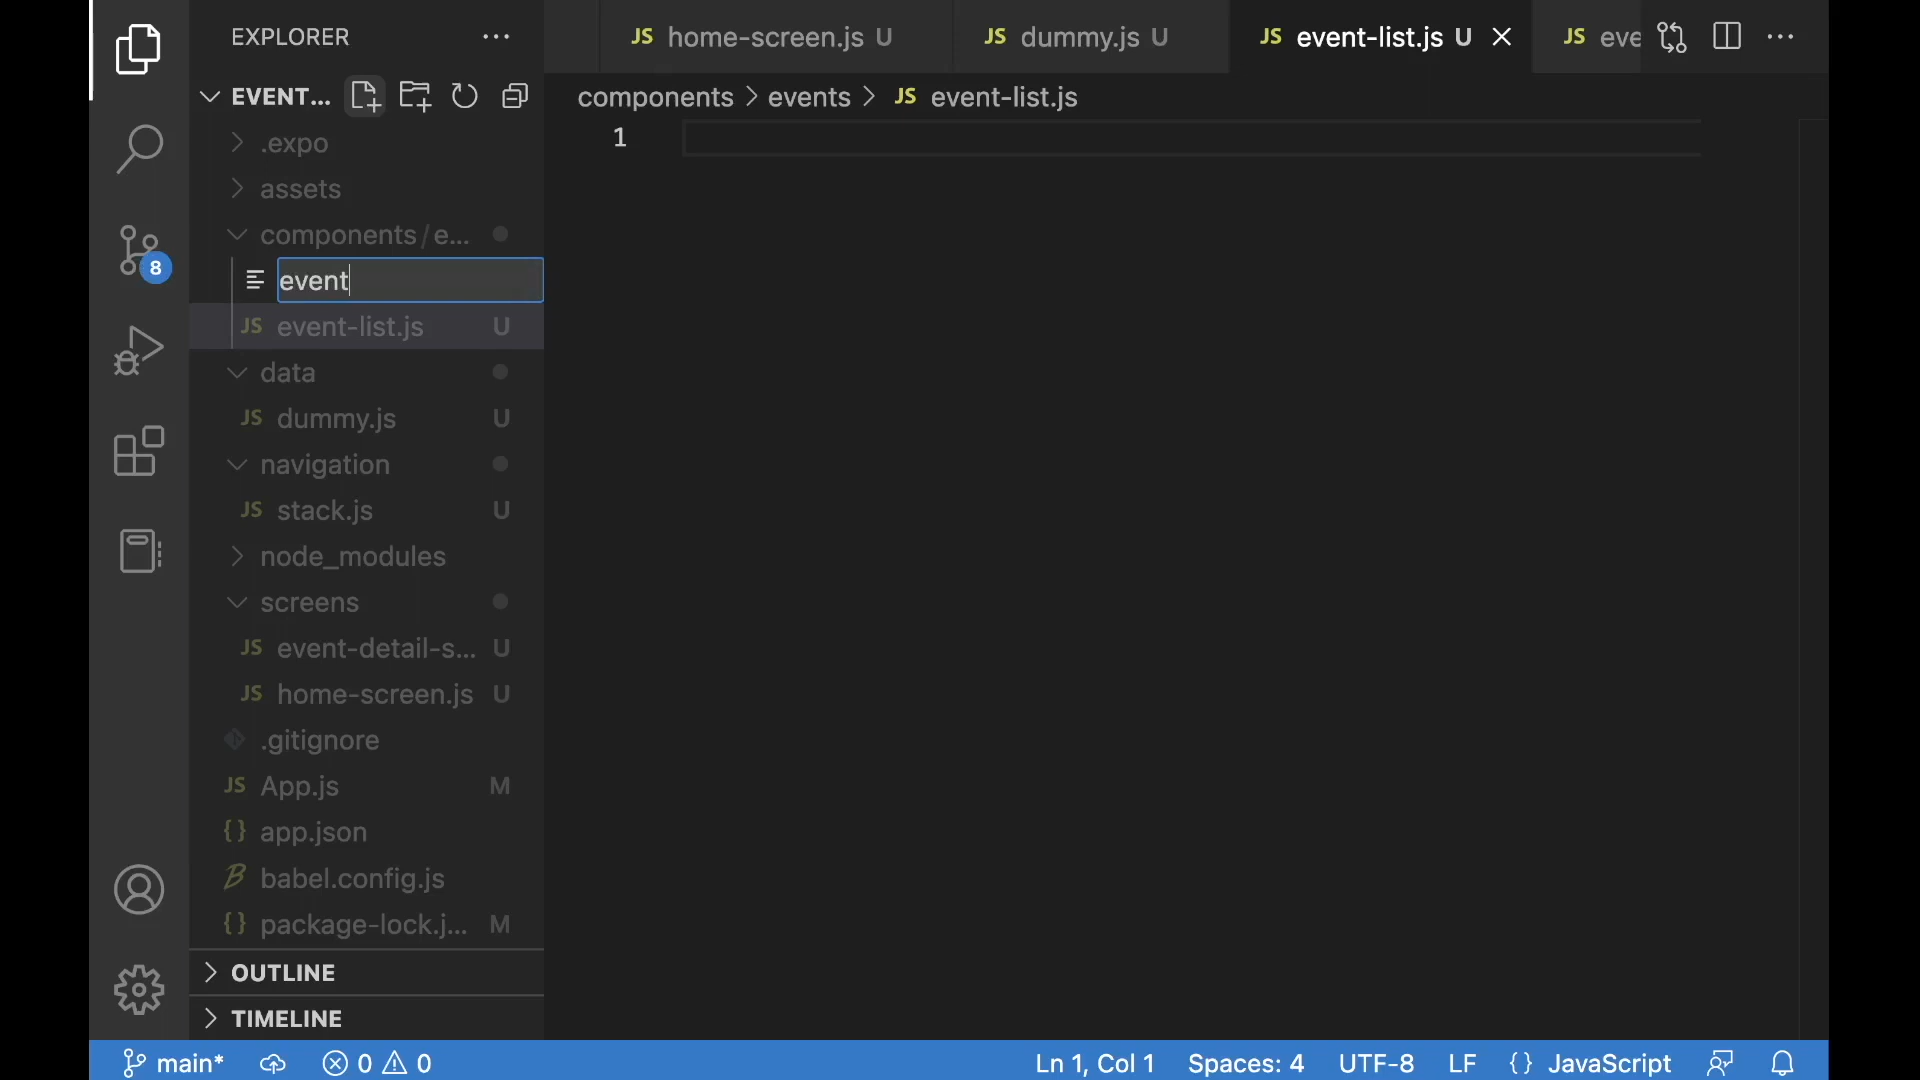 EXPLORER
EVENT...
.expo
assets
components/e...
event
JS event-list.js U
data
JS dummy.js U
navigation
JS stack.js U
node_modules
screens
JS event-detail-s... U
JS home-screen.js U
.gitignore
JS App.js M
{} app.json
babel.config.js
{} package-lock.j... M
OUTLINE
TIMELINE
8
JS home-screen.js U
JS dummy.js U
JS event-list.js U
JS eve
components > events > JS event-list.js
1
main* 0 0
Ln 1, Col 1 Spaces: 4 UTF-8 LF {} JavaScript